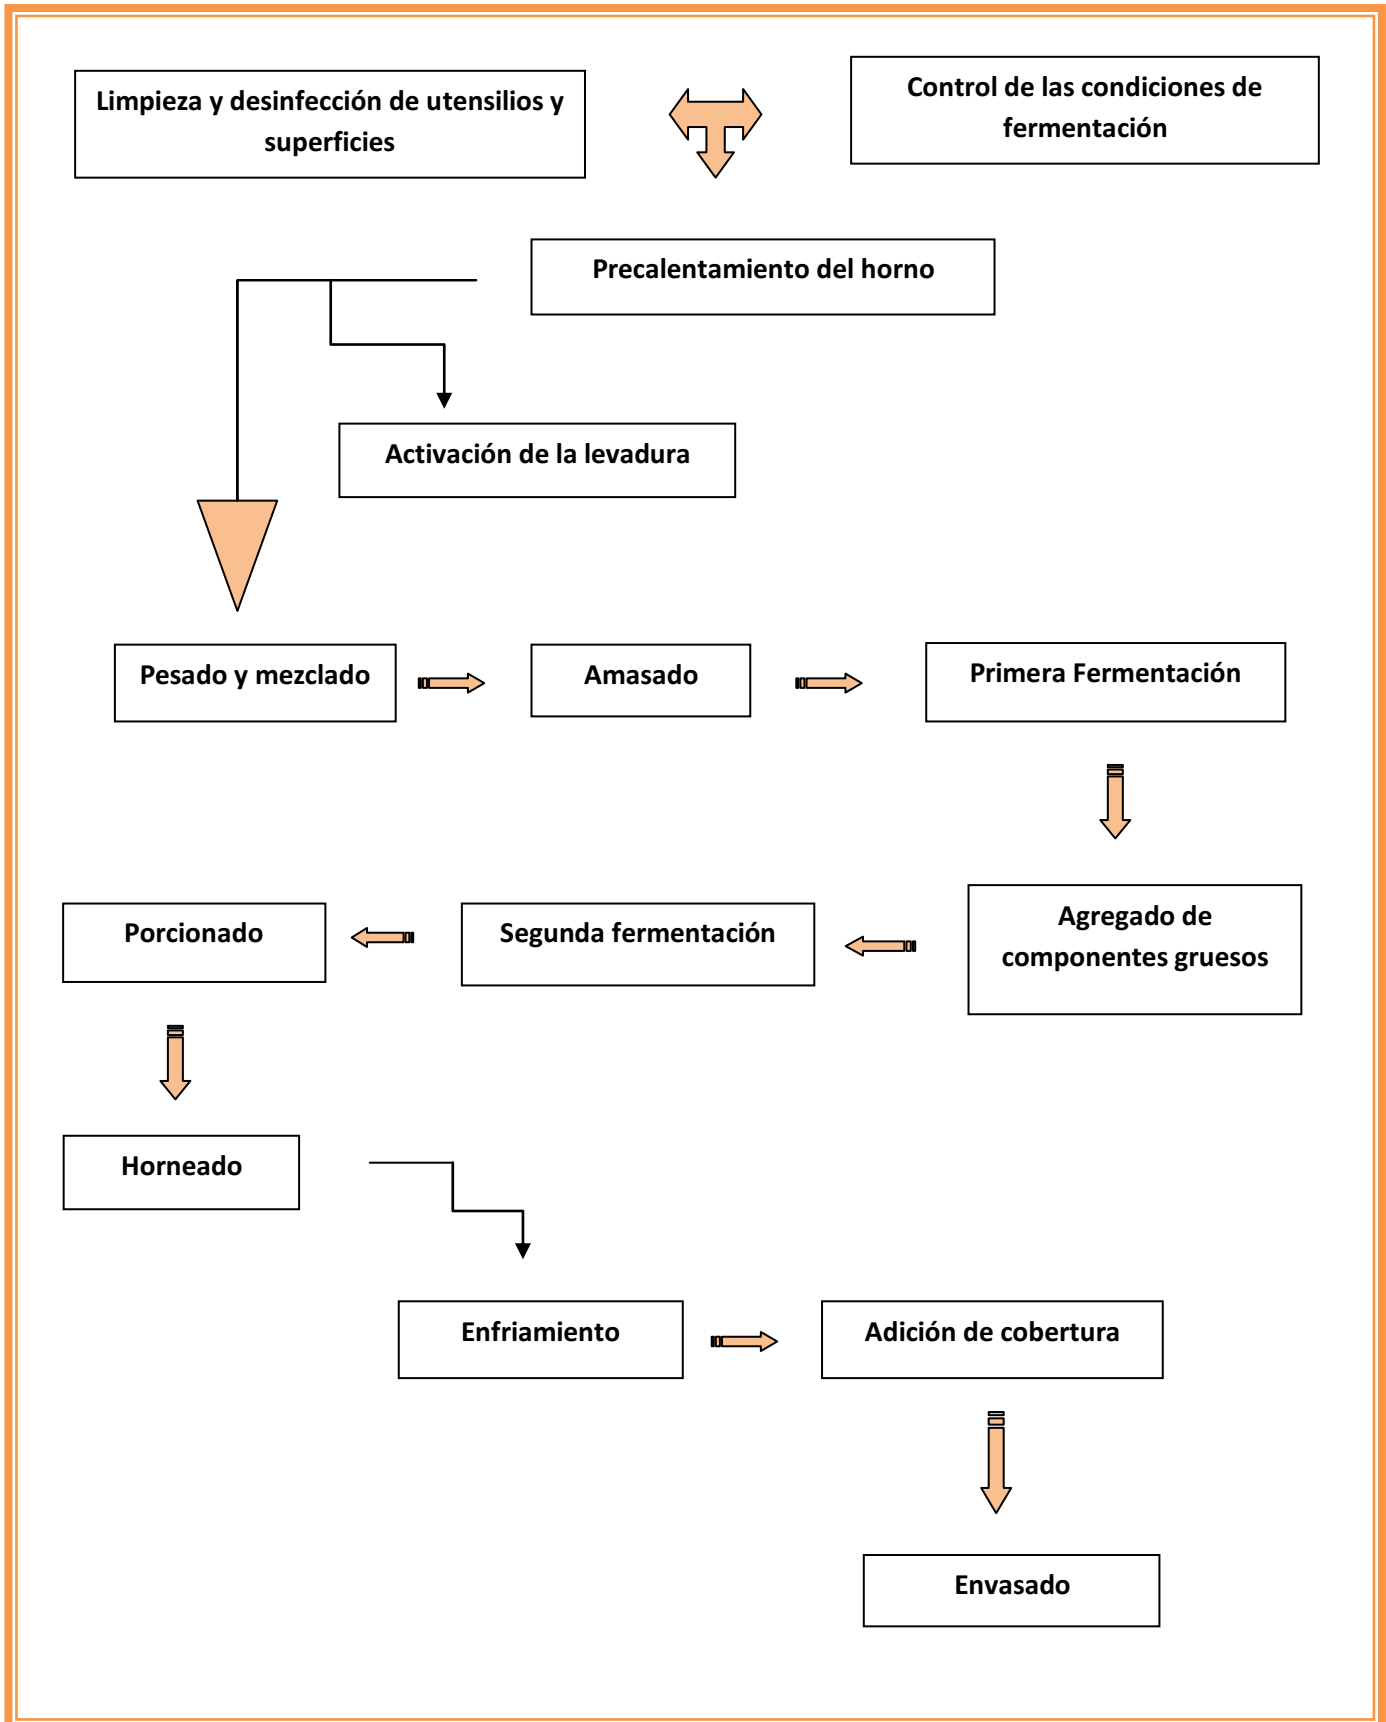 Limpieza y desinfección de utensilios y
superficies
Control de las condiciones de
fermentación
Precalentamiento del horno
Activación de la levadura
Pesado y mezclado
Amasado
Primera Fermentación
Agregado de
componentes gruesos
Segunda fermentación
Porcionado
Horneado
Enfriamiento
Adición de cobertura
Envasado